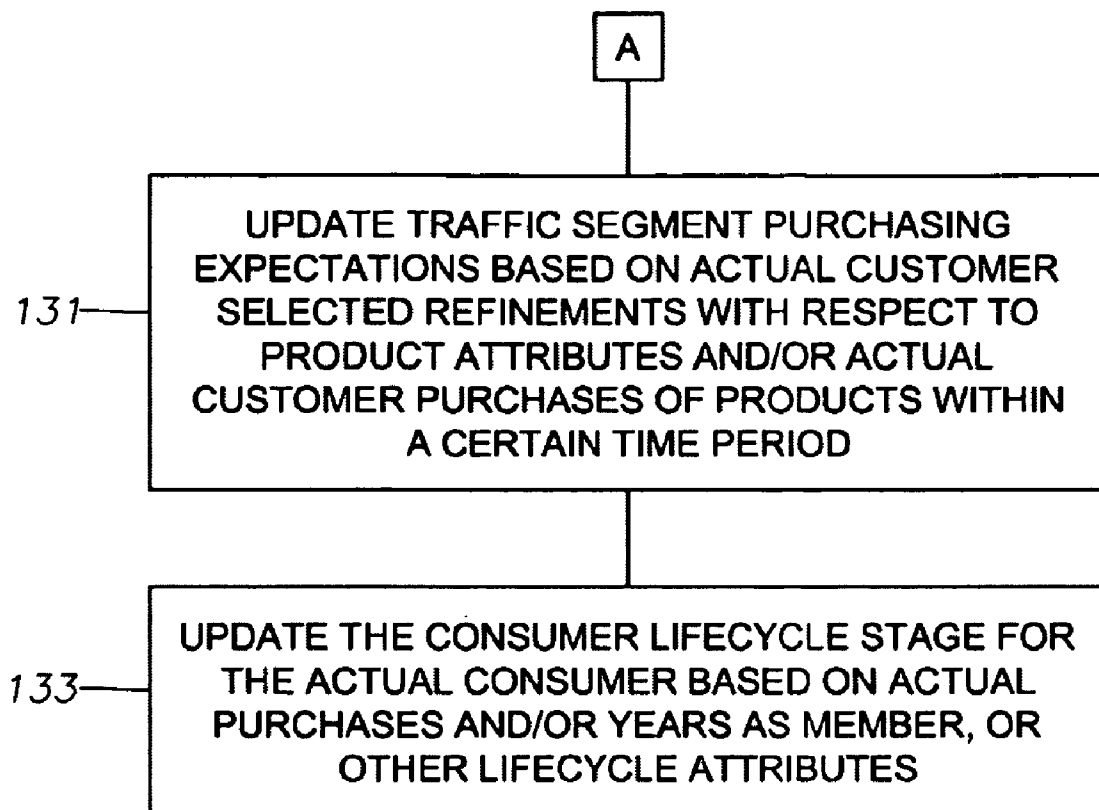 A
UPDATE TRAFFIC SEGMENT PURCHASING
EXPECTATIONS BASED ON ACTUAL CUSTOMER
SELECTED REFINEMENTS WITH RESPECT TO
PRODUCT ATTRIBUTES AND/OR ACTUAL
CUSTOMER PURCHASES OF PRODUCTS WITHIN
A CERTAIN TIME PERIOD
131
UPDATE THE CONSUMER LIFECYCLE STAGE FOR
THE ACTUAL CONSUMER BASED ON ACTUAL
PURCHASES AND/OR YEARS AS MEMBER, OR
OTHER LIFECYCLE ATTRIBUTES
133